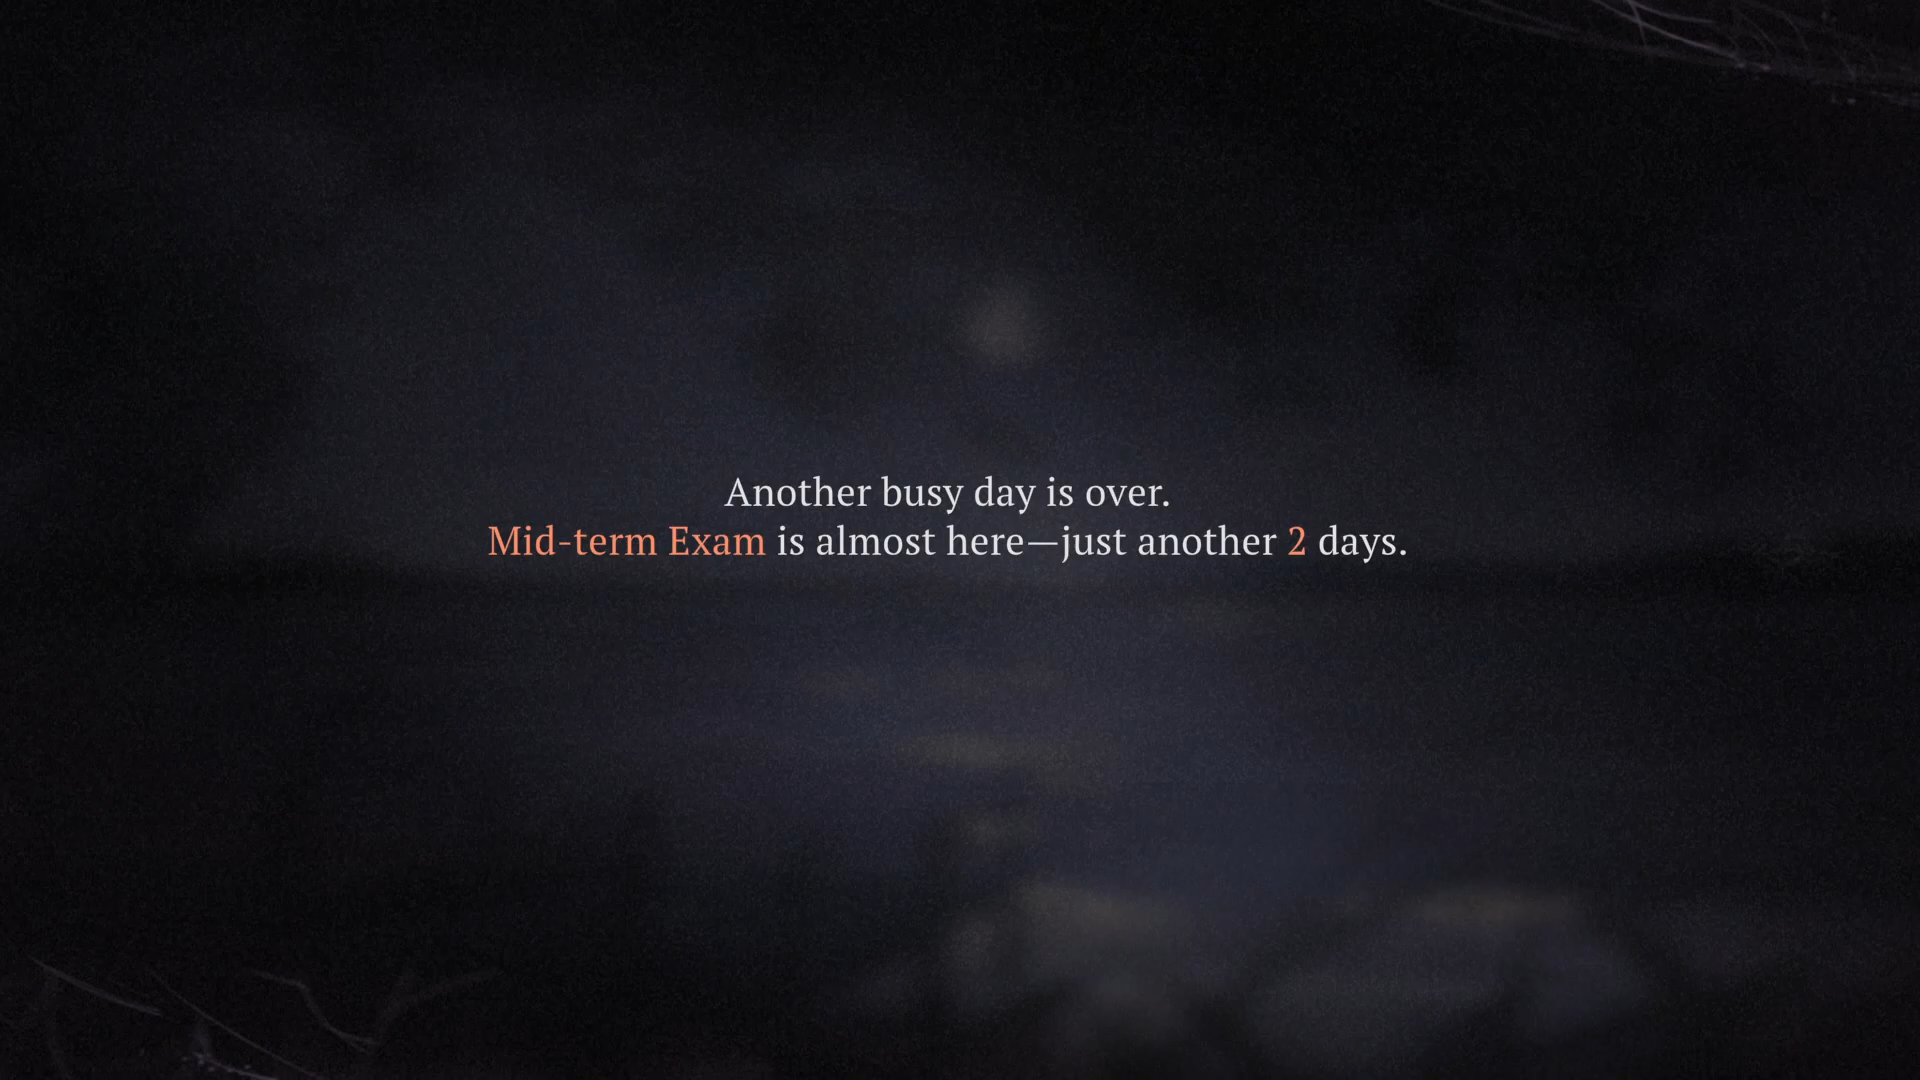 Another busy day is over.
Mid-term Exam is almost here—just another 2 days.